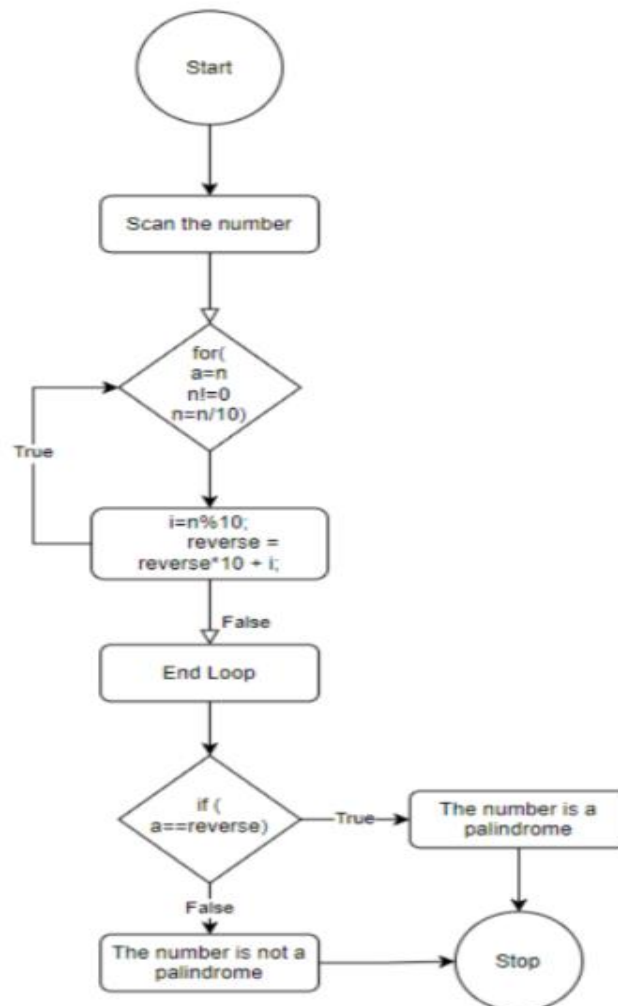 Start
Scan the number
for(
a=n
n!=0
n=n/10)
True
i=n%10;
reverse =
reverse*10 + i;
False
End Loop
if (
a==reverse)
True
The number is a
palindrome
False
The number is not a
palindrome
Stop